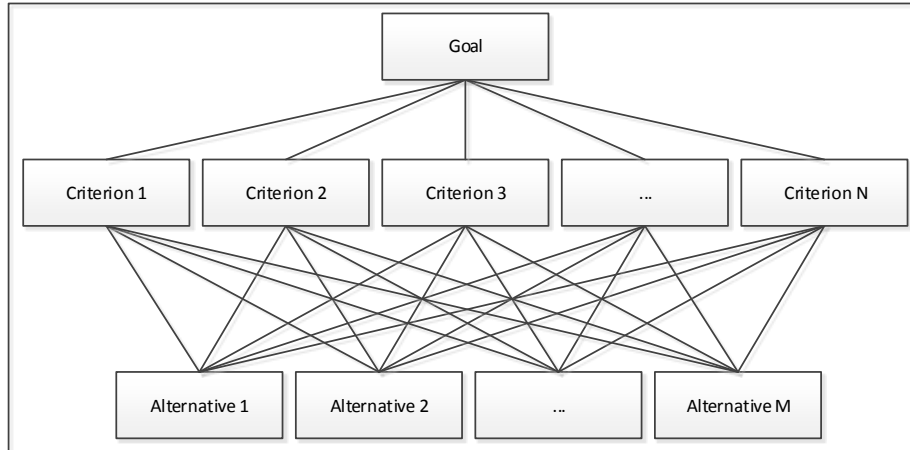 Goal
Criterion 1
Criterion 2
Criterion 3
...
Criterion N
Alternative 1
Alternative 2
...
Alternative M